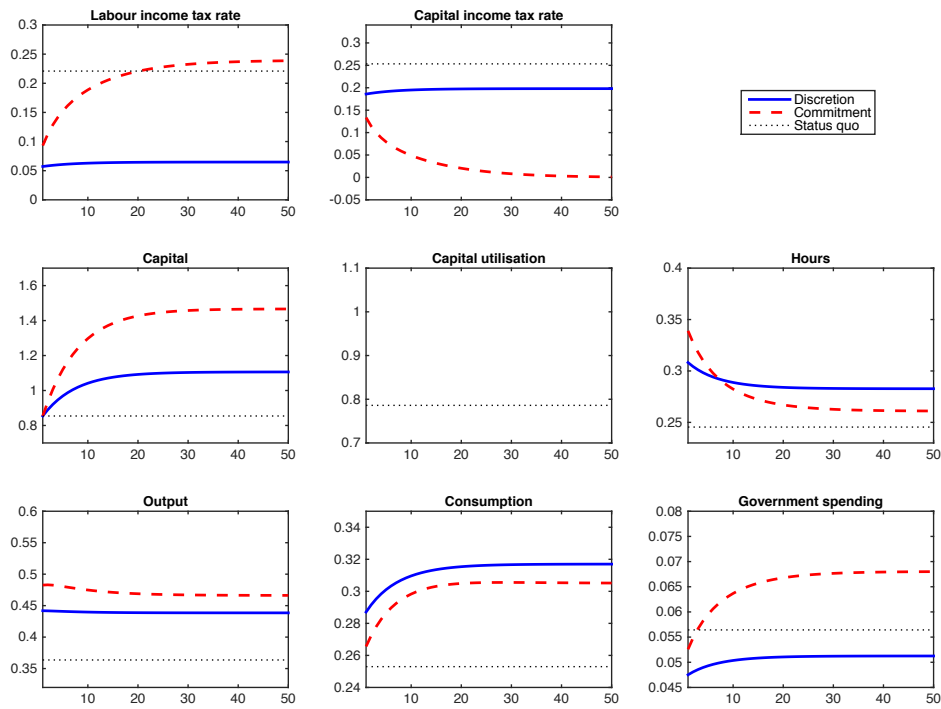 Labour income tax rate
0.3
0.25
0.2
0.15
0.1
0.05
0
10 20 30 40 50
Capital income tax rate
0.3
0.2
0.1
0
-0.05
10 20 30 40 50
Discretion
Commitment
Status quo
Capital
1.6
1.4
1.2
1
0.8
10 20 30 40 50
Capital utilisation
1.1
1
0.9
0.8
0.7
10 20 30 40 50
Hours
0.4
0.35
0.3
0.25
10 20 30 40 50
Output
0.6
0.55
0.5
0.45
0.4
0.35
10 20 30 40 50
Consumption
0.34
0.32
0.3
0.28
0.26
0.24
10 20 30 40 50
Government spending
0.08
0.075
0.07
0.065
0.06
0.055
0.05
0.045
10 20 30 40 50